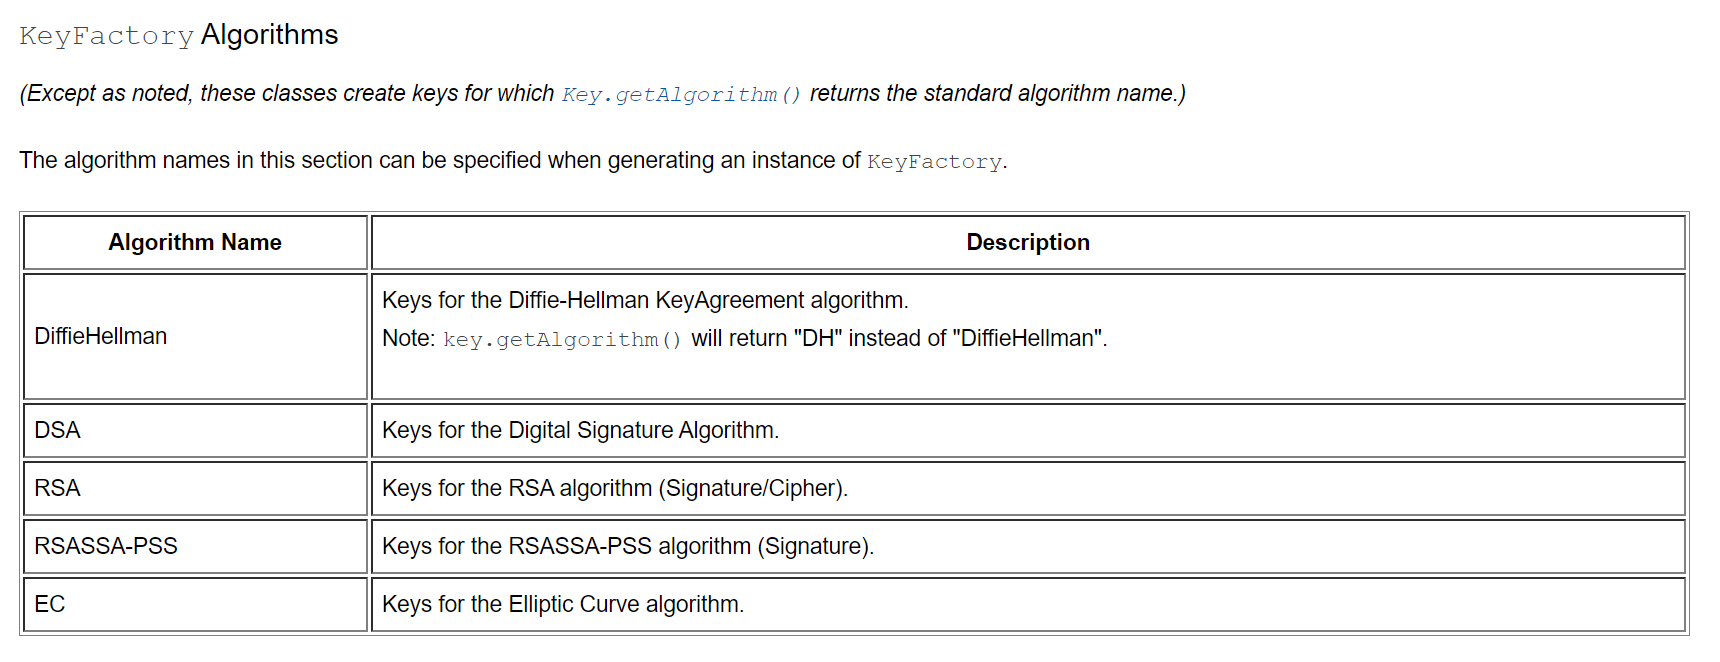 KeyFactory Algorithms
(Except as noted, these classes create keys for which Key.getAlgorithm() returns the standard algorithm name.)
The algorithm names in this section can be specified when generating an instance of KeyFactory.
Algorithm Name Description
DiffieHellman
Keys for the Diffie-Hellman KeyAgreement algorithm.
Note: key.getAlgorithm() will return "DH" instead of "DiffieHellman".
DSA Keys for the Digital Signature Algorithm.
RSA Keys for the RSA algorithm (Signature/Cipher).
RSASSA-PSS Keys for the RSASSA-PSS algorithm (Signature).
EC Keys for the Elliptic Curve algorithm.